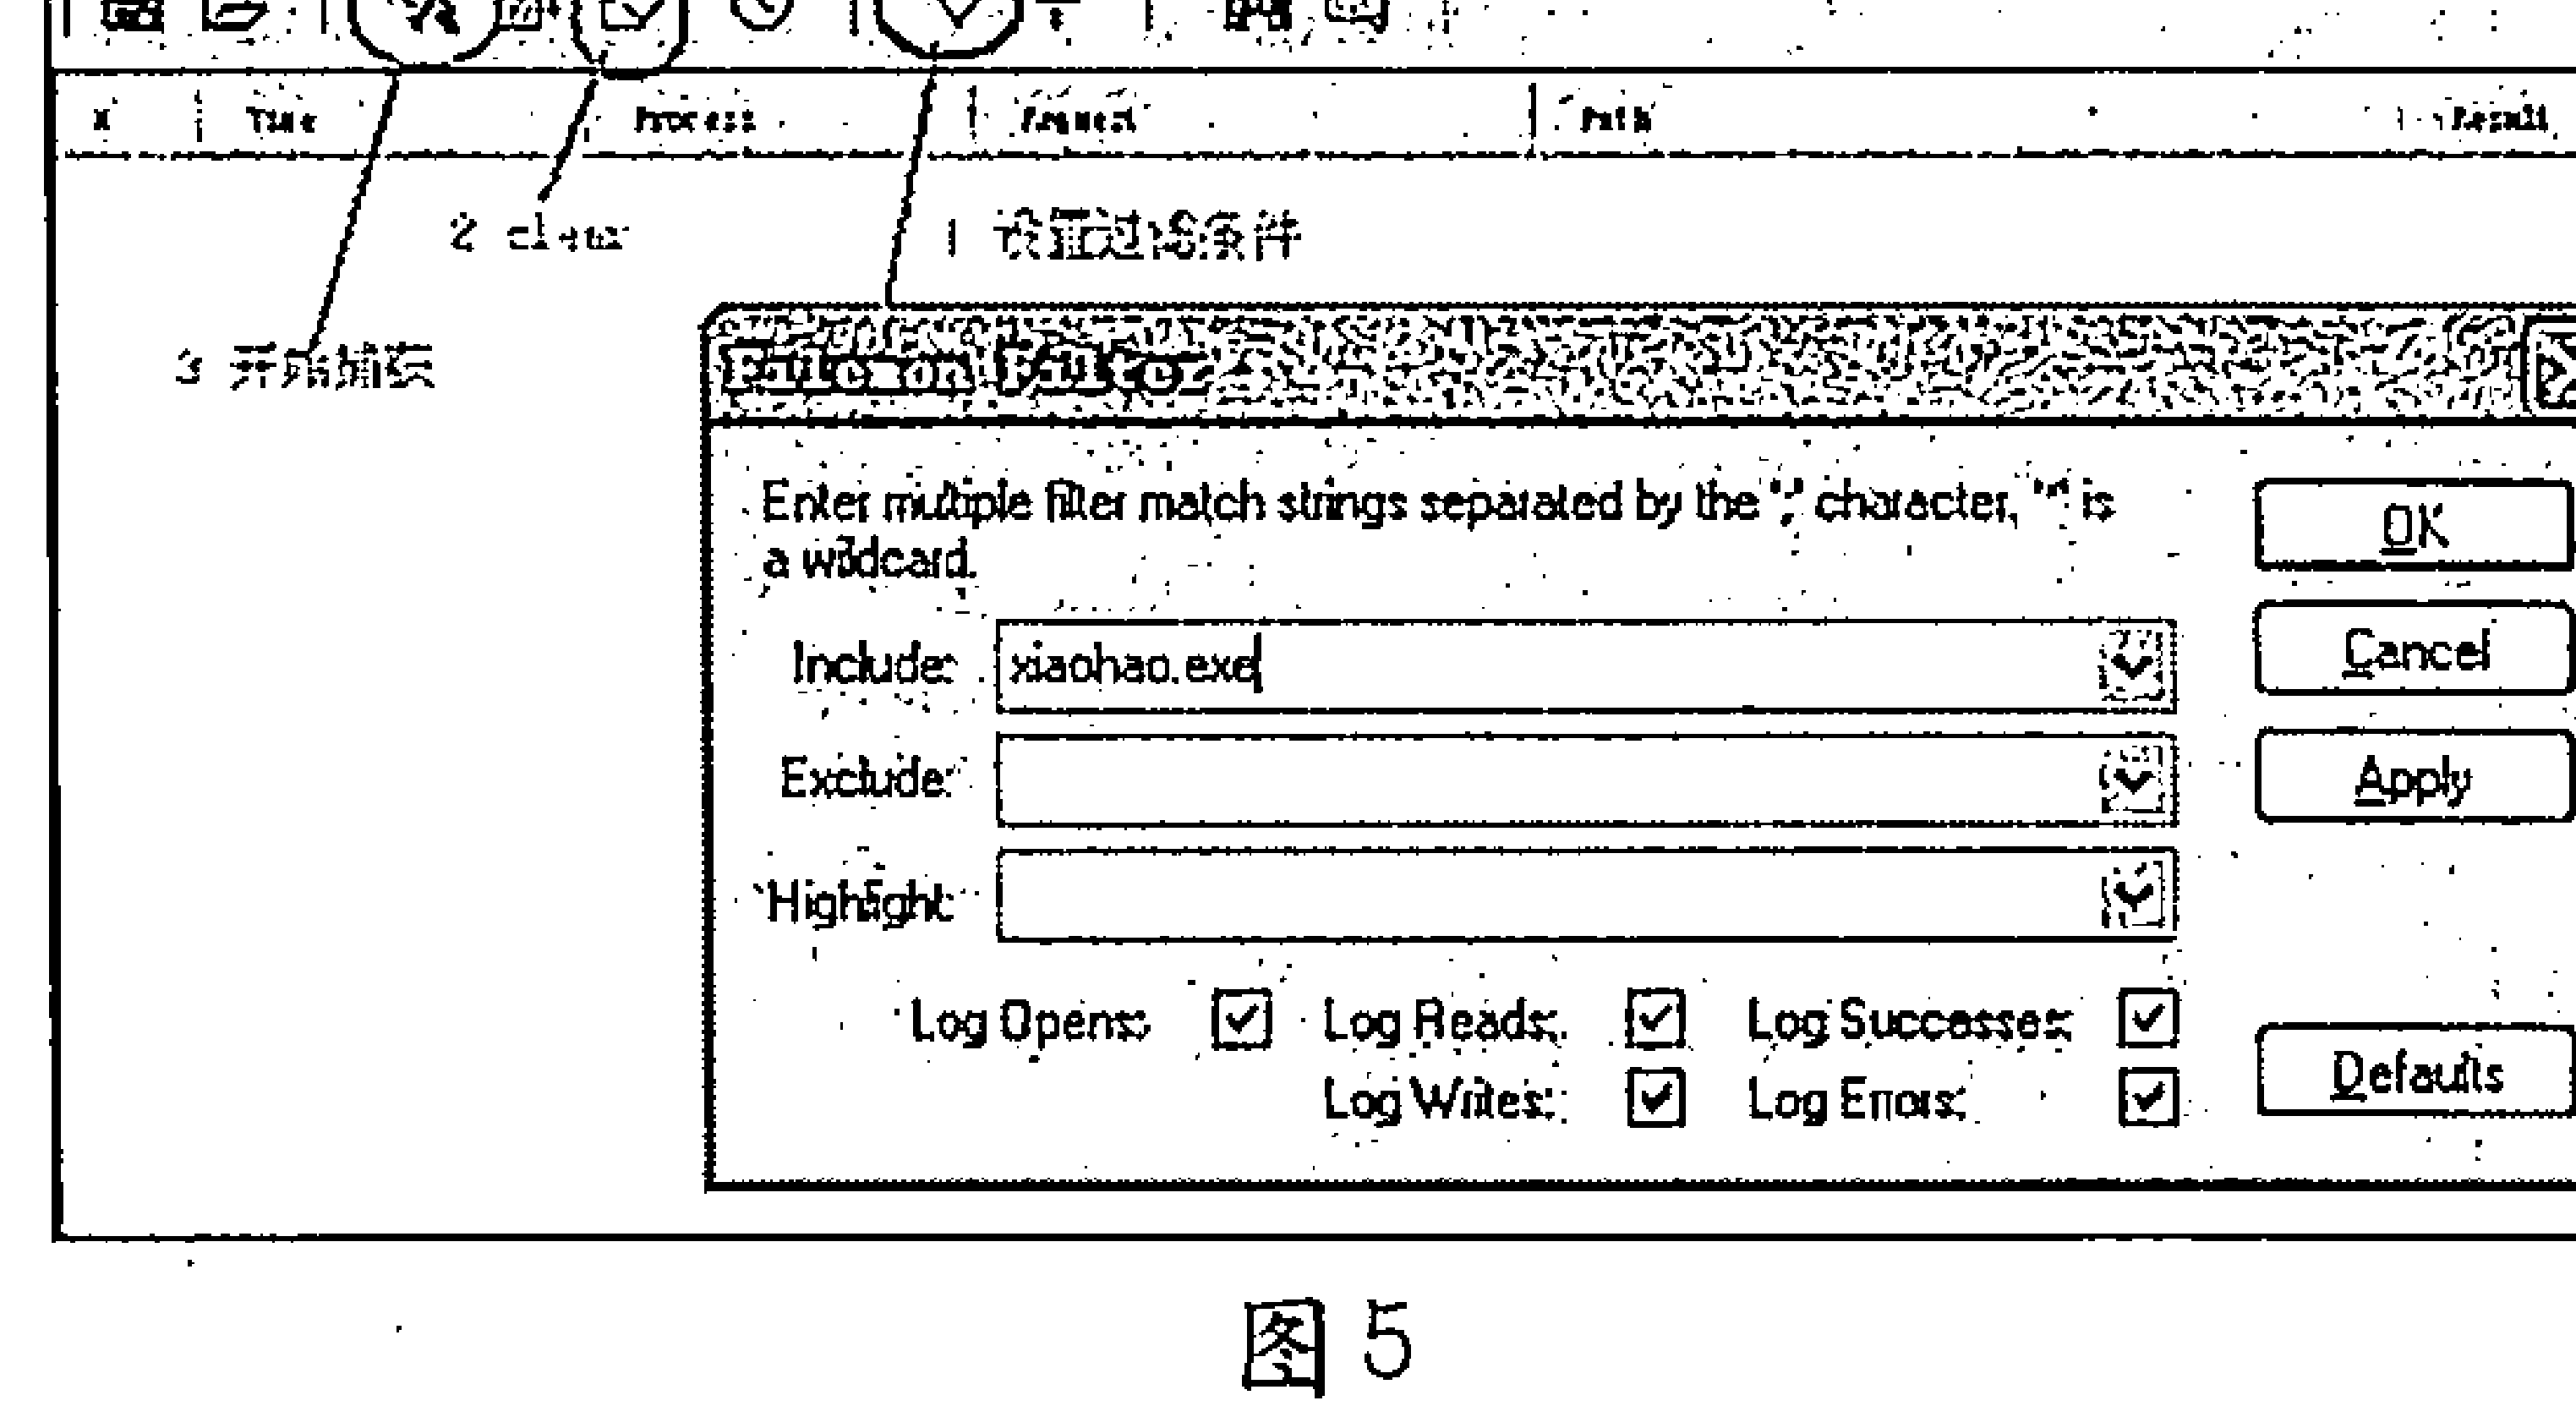 # Time Process Request Path Result
2 clear 1 设置过滤条件
3 开始捕获
Filemon Filter
Enter multiple filter match strings separated by the ';' character, '*' is
a wildcard.
OK
Include: xiaohao.exe
Cancel
Exclude:
Apply
Highlight:
Log Opens: Log Reads: Log Successes:
Defaults
Log Writes: Log Errors:
图 5